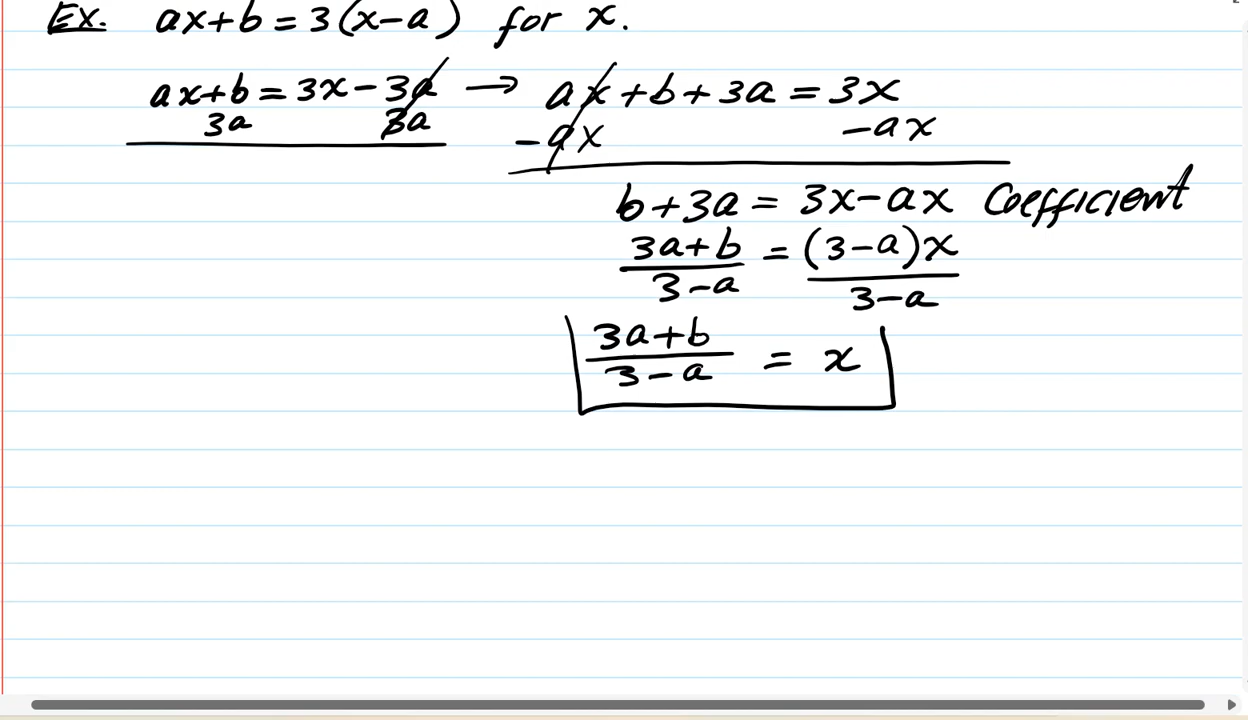 Ex. ax+b = 3(x-a) for x.
ax+b = 3x - 3a → ax + b + 3a = 3x
3a 3a -ax -ax
b + 3a = 3x - ax Coefficient
3a+b = (3-a)x
3-a 3-a
3a+b
= x
3-a